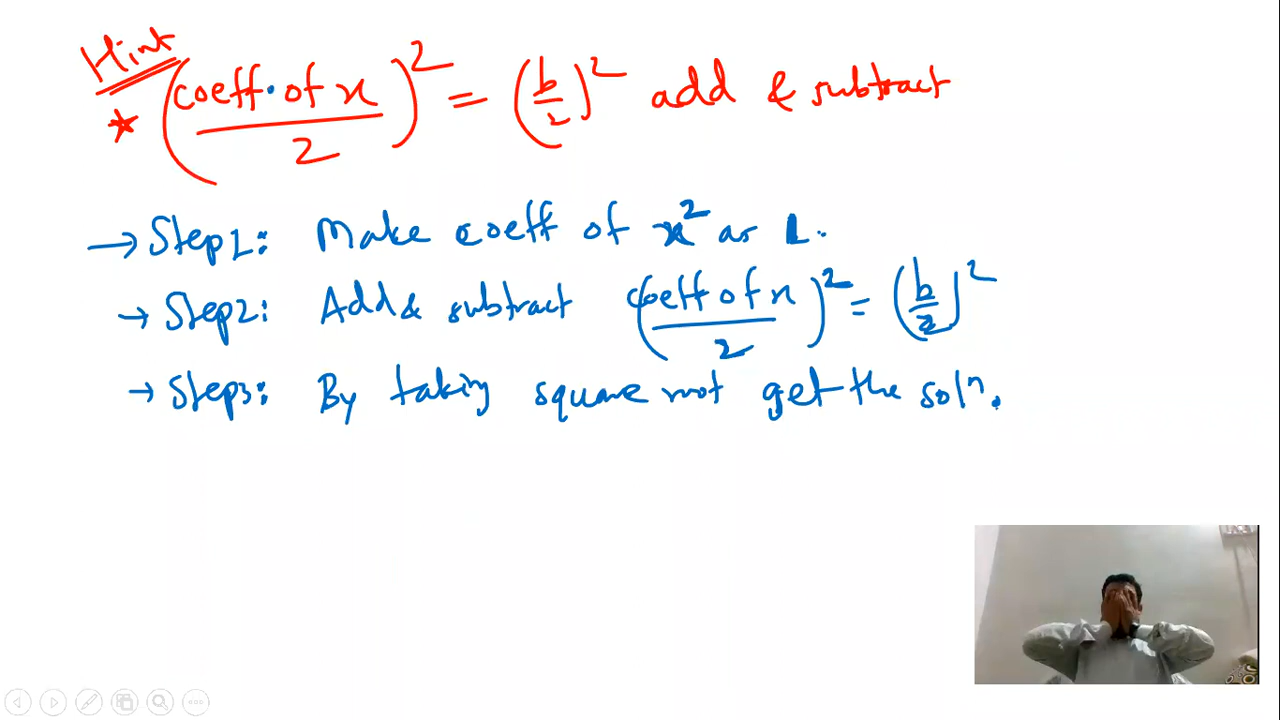 Hint
* (coeff. of x / 2)² = (b/2)² add & subtract
→ Step1: Make coeff of x² as 1.
→ Step2: Add & subtract (coeff of x / 2)² = (b/2)²
→ Step3: By taking square root get the solⁿ.